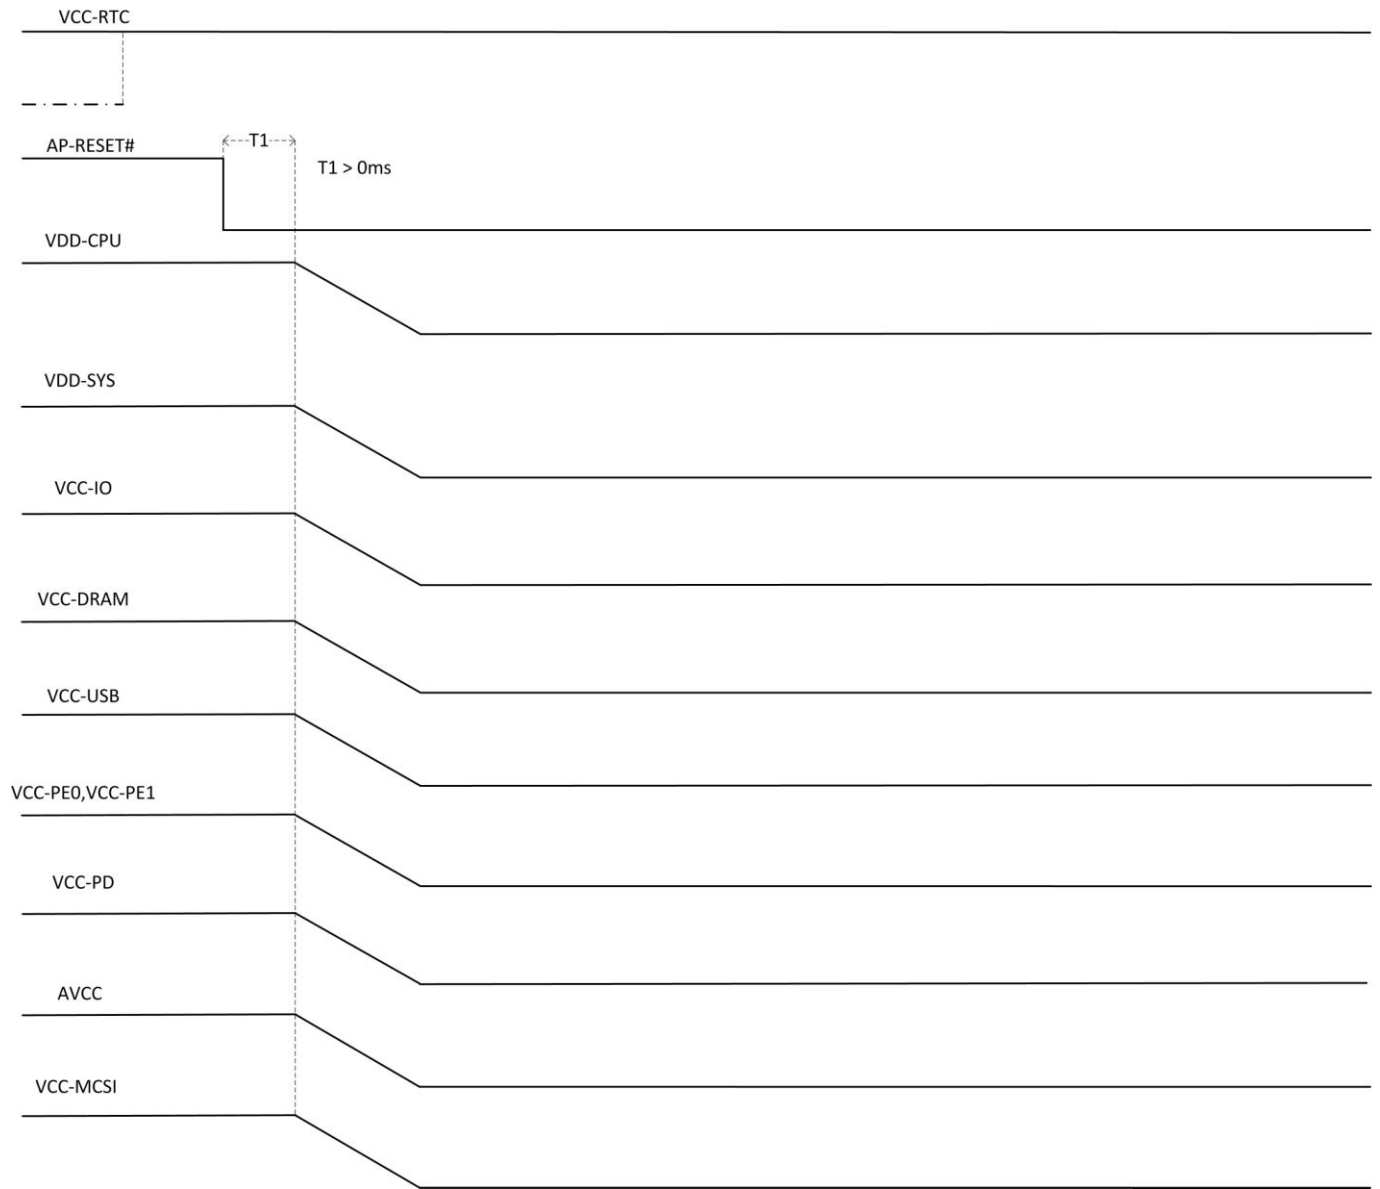 VCC-RTC
AP-RESET#
T1
T1 > 0ms
VDD-CPU
VDD-SYS
VCC-IO
VCC-DRAM
VCC-USB
VCC-PE0,VCC-PE1
VCC-PD
AVCC
VCC-MCSI